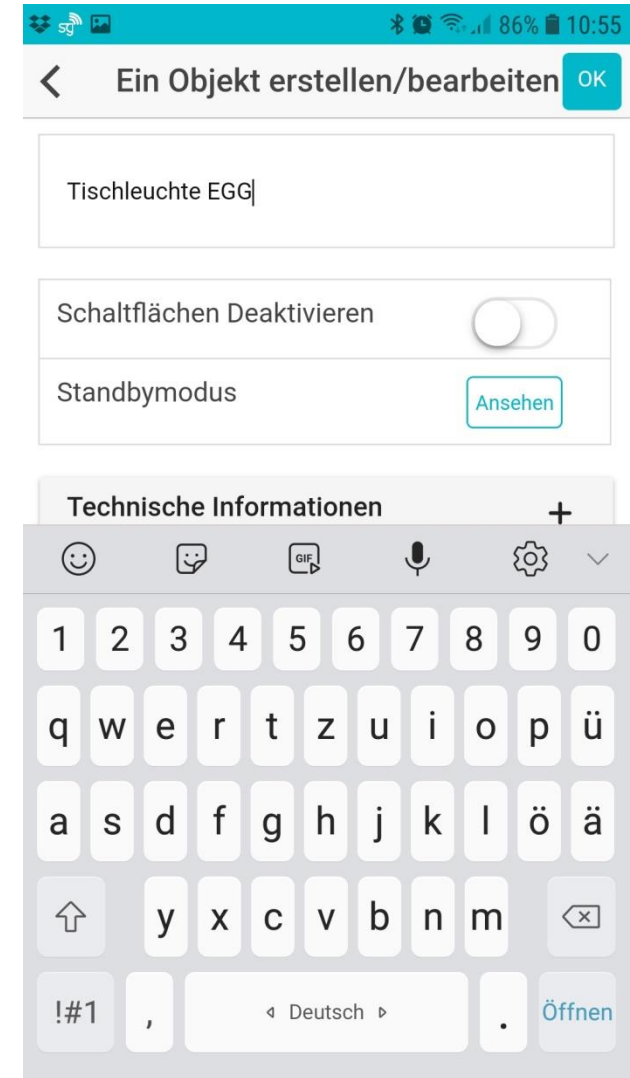 sg 86% 10:55
Ein Objekt erstellen/bearbeiten OK
Tischleuchte EGG
Schaltflächen Deaktivieren
Standbymodus Ansehen
Technische Informationen +
GIF
1 2 3 4 5 6 7 8 9 0
q w e r t z u i o p ü
a s d f g h j k l ö ä
y x c v b n m
!#1 , Deutsch . Öffnen